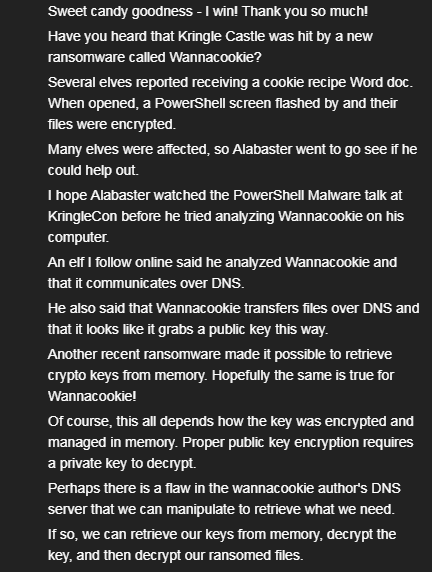 Sweet candy goodness - I win! Thank you so much!
Have you heard that Kringle Castle was hit by a new
ransomware called Wannacookie?
Several elves reported receiving a cookie recipe Word doc.
When opened, a PowerShell screen flashed by and their
files were encrypted.
Many elves were affected, so Alabaster went to go see if he
could help out.
I hope Alabaster watched the PowerShell Malware talk at
KringleCon before he tried analyzing Wannacookie on his
computer.
An elf I follow online said he analyzed Wannacookie and
that it communicates over DNS.
He also said that Wannacookie transfers files over DNS and
that it looks like it grabs a public key this way.
Another recent ransomware made it possible to retrieve
crypto keys from memory. Hopefully the same is true for
Wannacookie!
Of course, this all depends how the key was encrypted and
managed in memory. Proper public key encryption requires
a private key to decrypt.
Perhaps there is a flaw in the wannacookie author's DNS
server that we can manipulate to retrieve what we need.
If so, we can retrieve our keys from memory, decrypt the
key, and then decrypt our ransomed files.